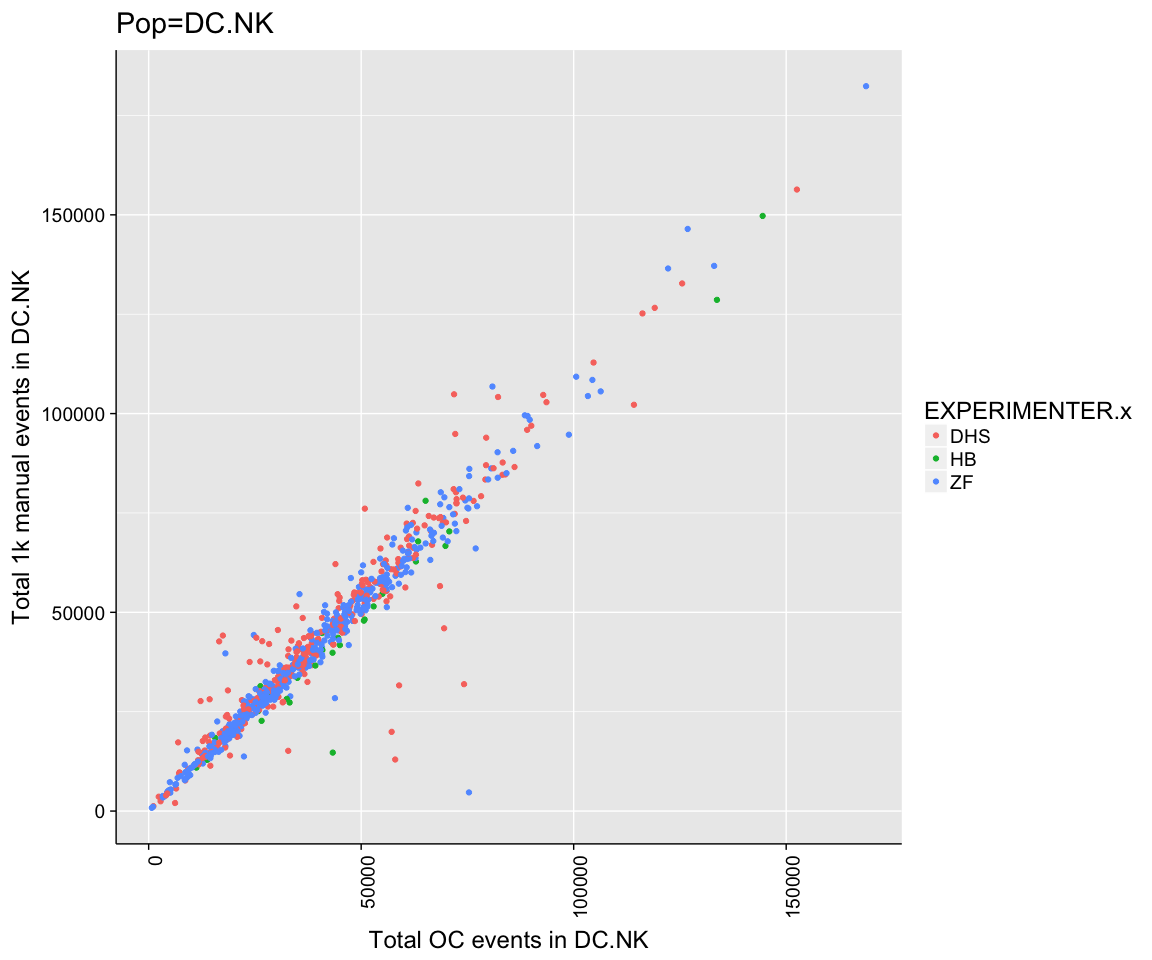 Pop=DC.NK
Total 1k manual events in DC.NK
150000
100000
50000
0
0
50000
100000
150000
Total OC events in DC.NK
EXPERIMENTER.x
DHS
HB
ZF